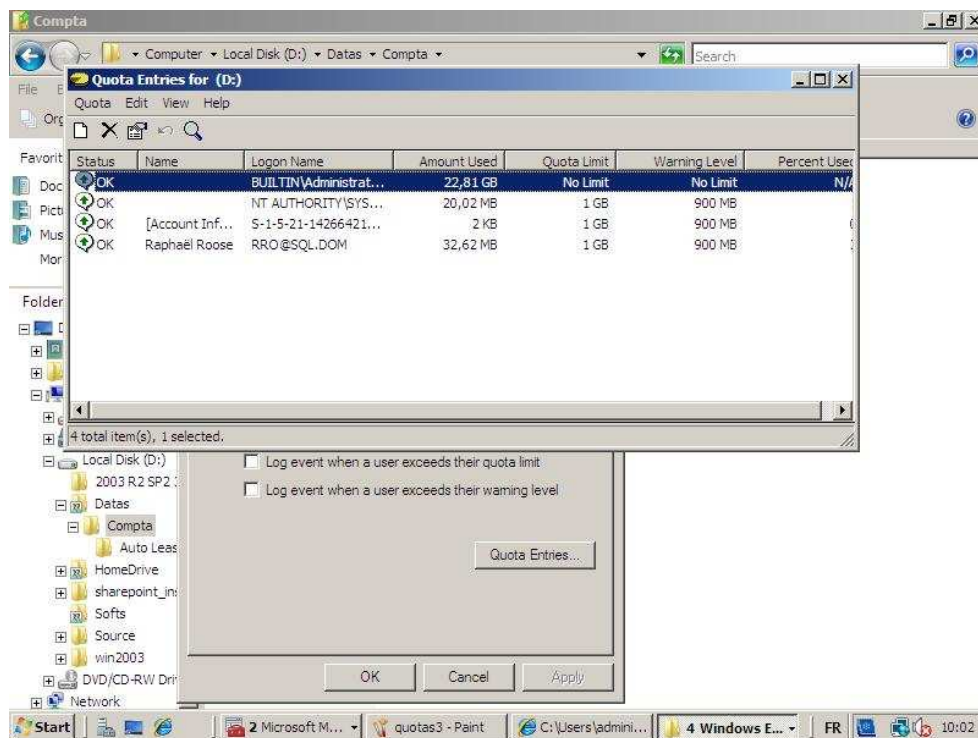 Compta
Computer Local Disk (D:) Datas Compta
Search
File
Quota Entries for (D:)
Quota Edit View Help
Status Name Logon Name Amount Used Quota Limit Warning Level Percent Used
OK BUILTIN\Administrat... 22,81 GB No Limit No Limit N/A
OK NT AUTHORITY\SYS... 20,02 MB 1 GB 900 MB
OK [Account Inf... S-1-5-21-14266421... 2 KB 1 GB 900 MB
OK Raphaël Roose RRO@SQL.DOM 32,62 MB 1 GB 900 MB
4 total item(s), 1 selected.
Org
Favorit
Doc
Pict
Mus
Mor
Folder
Local Disk (D:)
2003 R2 SP2
Datas
Compta
Auto Leas
HomeDrive
sharepoint_in
Softs
Source
win2003
DVD/CD-RW Dri
Network
Log event when a user exceeds their quota limit
Log event when a user exceeds their warning level
Quota Entries...
OK Cancel Apply
Start 2 Microsoft M... quotas3 - Paint C:\Users\admini... 4 Windows E... FR 10:02